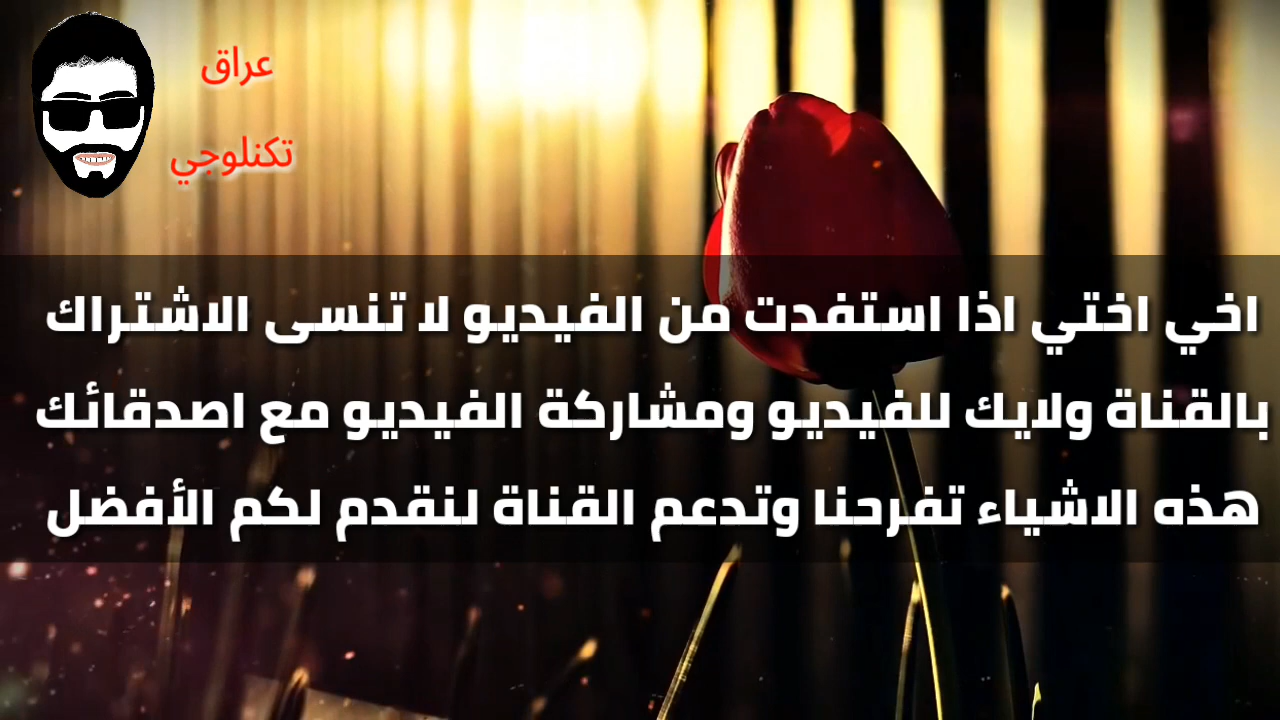 عراق
تكنلوجي
اخي اختي اذا استفدت من الفيديو لا تنسى الاشتراك
بالقناة ولايك للفيديو ومشاركة الفيديو مع اصدقائك
هذه الاشياء تفرحنا وتدعم القناة لنقدم لكم الأفضل